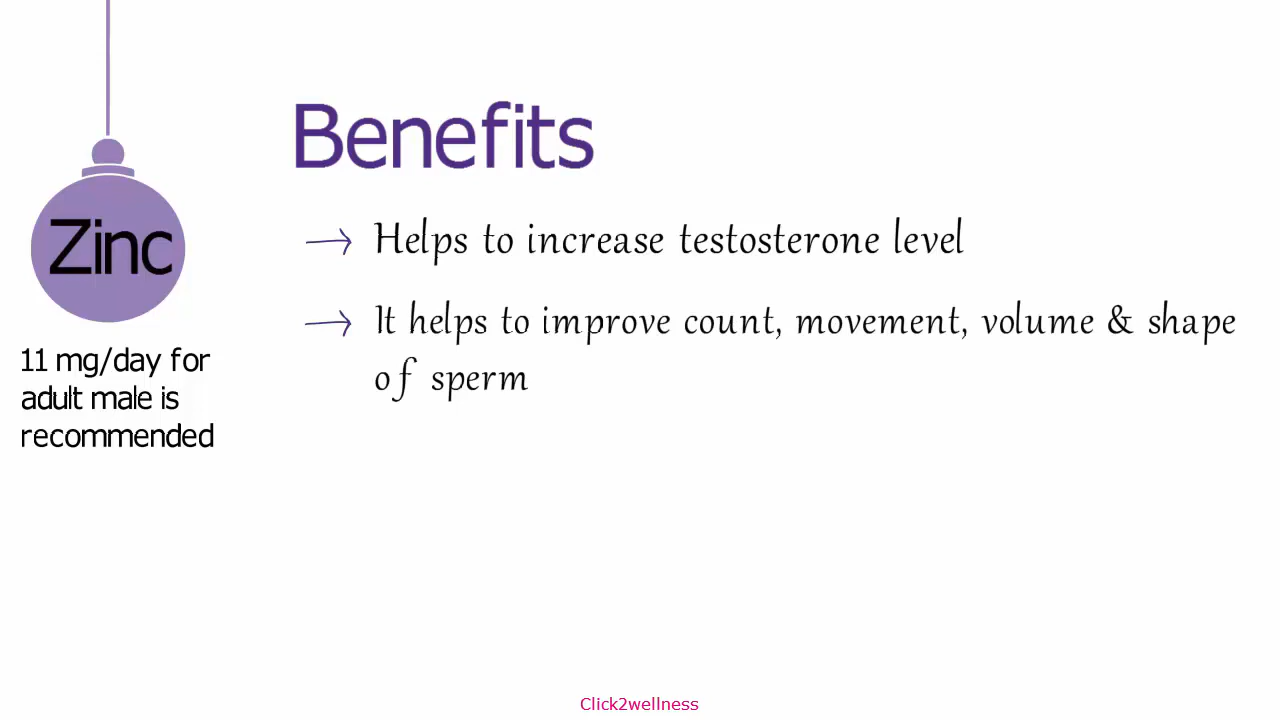 Benefits
Zinc
Helps to increase testosterone level
It helps to improve count, movement, volume & shape
of sperm
11 mg/day for
adult male is
recommended
Click2wellness